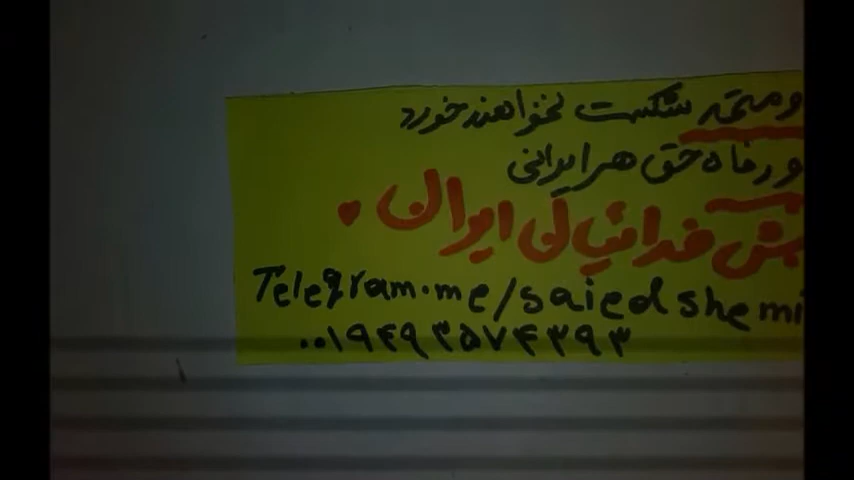 و متحد شکست نخواهند خورد
و رفاه حق هر ایرانی
فدائیان ایران
Telegram.me/saiedshemi
۰۰۱۹۴۹۳۵۷۴۳۹۳